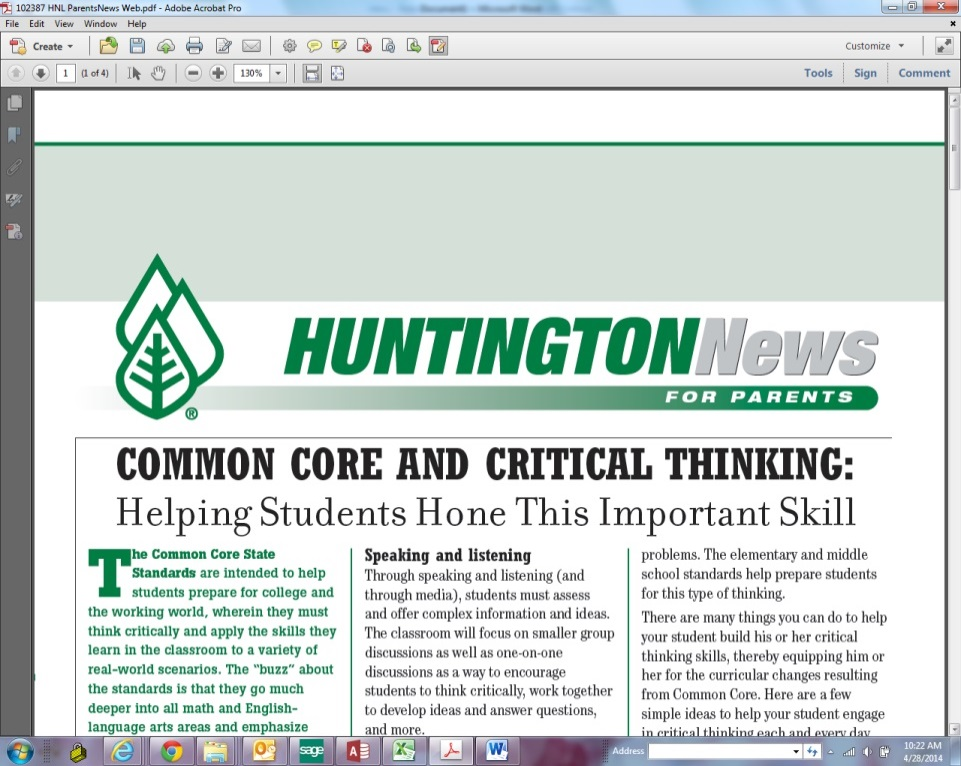 102387 HNL ParentsNews Web.pdf - Adobe Acrobat Pro
File Edit View Window Help
Create Customize
1 (1 of 4) 130% Tools Sign Comment
HUNTINGTONNews
FOR PARENTS
®
COMMON CORE AND CRITICAL THINKING:
Helping Students Hone This Important Skill
The Common Core State
Standards are intended to help
students prepare for college and
the working world, wherein they must
think critically and apply the skills they
learn in the classroom to a variety of
real-world scenarios. The "buzz" about
the standards is that they go much
deeper into all math and English-
language arts areas and emphasize
Speaking and listening
Through speaking and listening (and
through media), students must assess
and offer complex information and ideas.
The classroom will focus on smaller group
discussions as well as one-on-one
discussions as a way to encourage
students to think critically, work together
to develop ideas and answer questions,
and more.
problems. The elementary and middle
school standards help prepare students
for this type of thinking.
There are many things you can do to help
your student build his or her critical
thinking skills, thereby equipping him or
her for the curricular changes resulting
from Common Core. Here are a few
simple ideas to help your student engage
in critical thinking each and every day
sage
Address
10:22 AM
4/28/2014